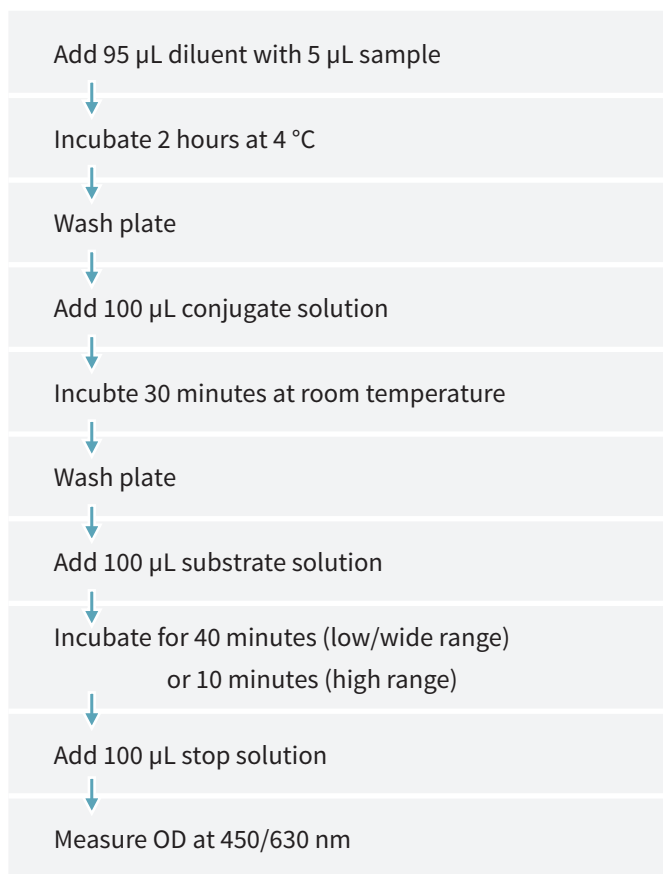 Add 95 µL diluent with 5 µL sample
Incubate 2 hours at 4 °C
Wash plate
Add 100 µL conjugate solution
Incubte 30 minutes at room temperature
Wash plate
Add 100 µL substrate solution
Incubate for 40 minutes (low/wide range)
or 10 minutes (high range)
Add 100 µL stop solution
Measure OD at 450/630 nm